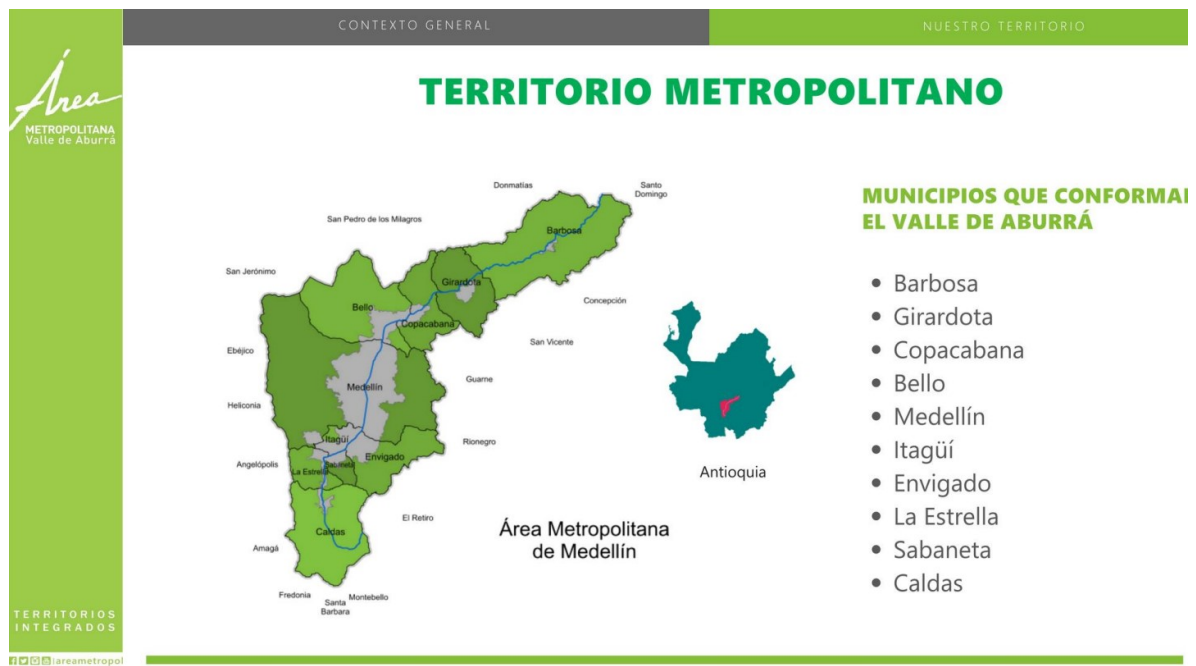 CONTEXTO GENERAL
NUESTRO TERRITORIO
Área
METROPOLITANA
Valle de Aburrá
TERRITORIO METROPOLITANO
Donmatías
Santo
Domingo
San Pedro de los Milagros
Barbosa
San Jerónimo
Girardota
Concepción
Bello
Copacabana
San Vicente
Ebéjico
Guarne
Medellín
Heliconia
Itagüí
Rionegro
Envigado
Angelópolis
La Estrella
Sabaneta
El Retiro
Caldas
Amagá
Fredonia
Santa
Barbara
Montebello
Área Metropolitana
de Medellín
Antioquia
MUNICIPIOS QUE CONFORMAN
EL VALLE DE ABURRÁ
• Barbosa
• Girardota
• Copacabana
• Bello
• Medellín
• Itagüí
• Envigado
• La Estrella
• Sabaneta
• Caldas
TERRITORIOS
INTEGRADOS
areametropol